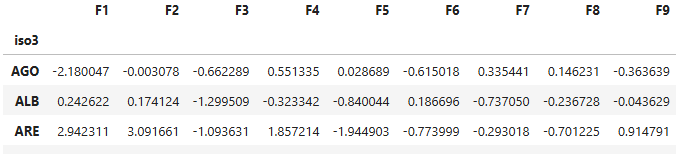 F1 F2 F3 F4 F5 F6 F7 F8 F9
iso3
AGO -2.180047 -0.003078 -0.662289 0.551335 0.028689 -0.615018 0.335441 0.146231 -0.363639
ALB 0.242622 0.174124 -1.299509 -0.323342 -0.840044 0.186696 -0.737050 -0.236728 -0.043629
ARE 2.942311 3.091661 -1.093631 1.857214 -1.944903 -0.773999 -0.293018 -0.701225 0.914791